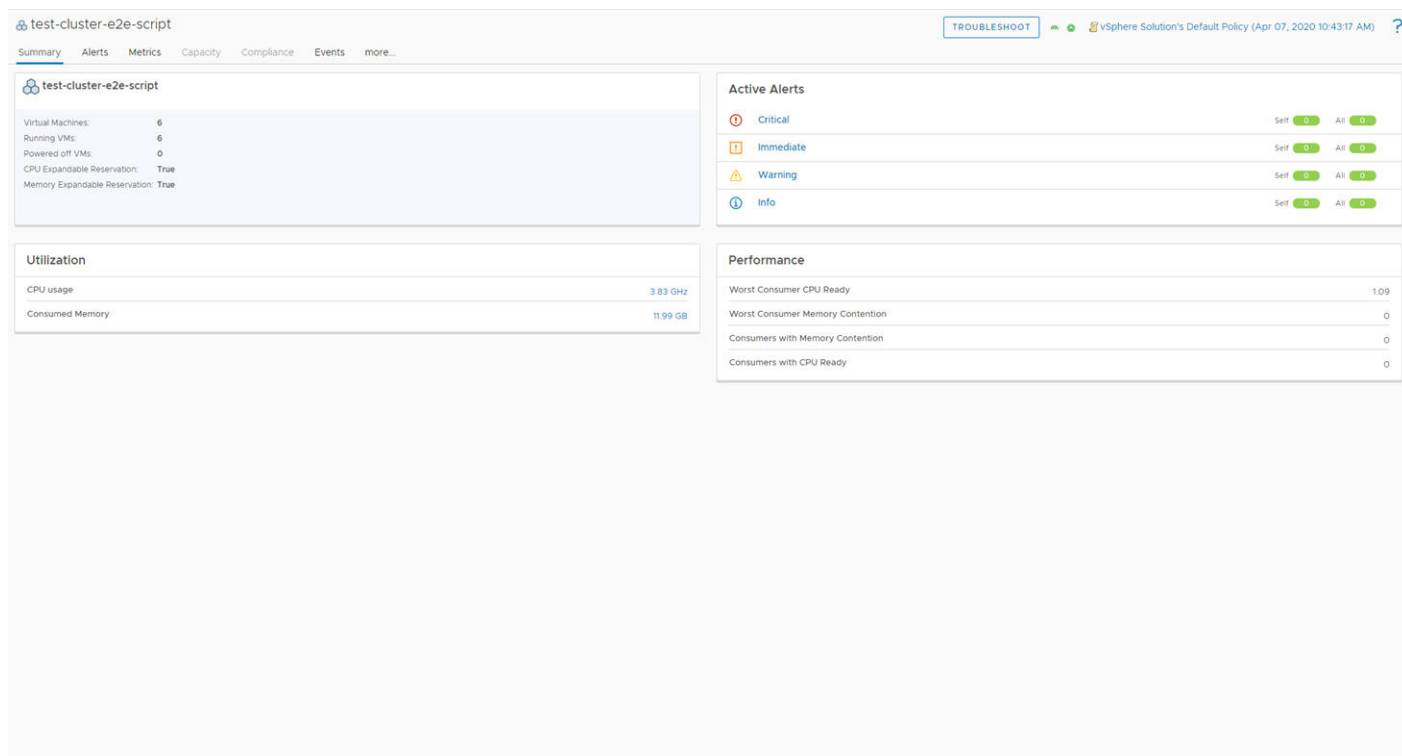 test-cluster-e2e-script
TROUBLESHOOT vSphere Solution's Default Policy (Apr 07, 2020 10:43:17 AM) ?
Summary Alerts Metrics Capacity Compliance Events more...
test-cluster-e2e-script
Virtual Machines: 6
Running VMs: 6
Powered off VMs: 0
CPU Expandable Reservation: True
Memory Expandable Reservation: True
Active Alerts
Critical Self 0 All 0
Immediate Self 0 All 0
Warning Self 0 All 0
Info Self 0 All 0
Utilization
CPU usage 3.83 GHz
Consumed Memory 11.99 GB
Performance
Worst Consumer CPU Ready 1.09
Worst Consumer Memory Contention 0
Consumers with Memory Contention 0
Consumers with CPU Ready 0